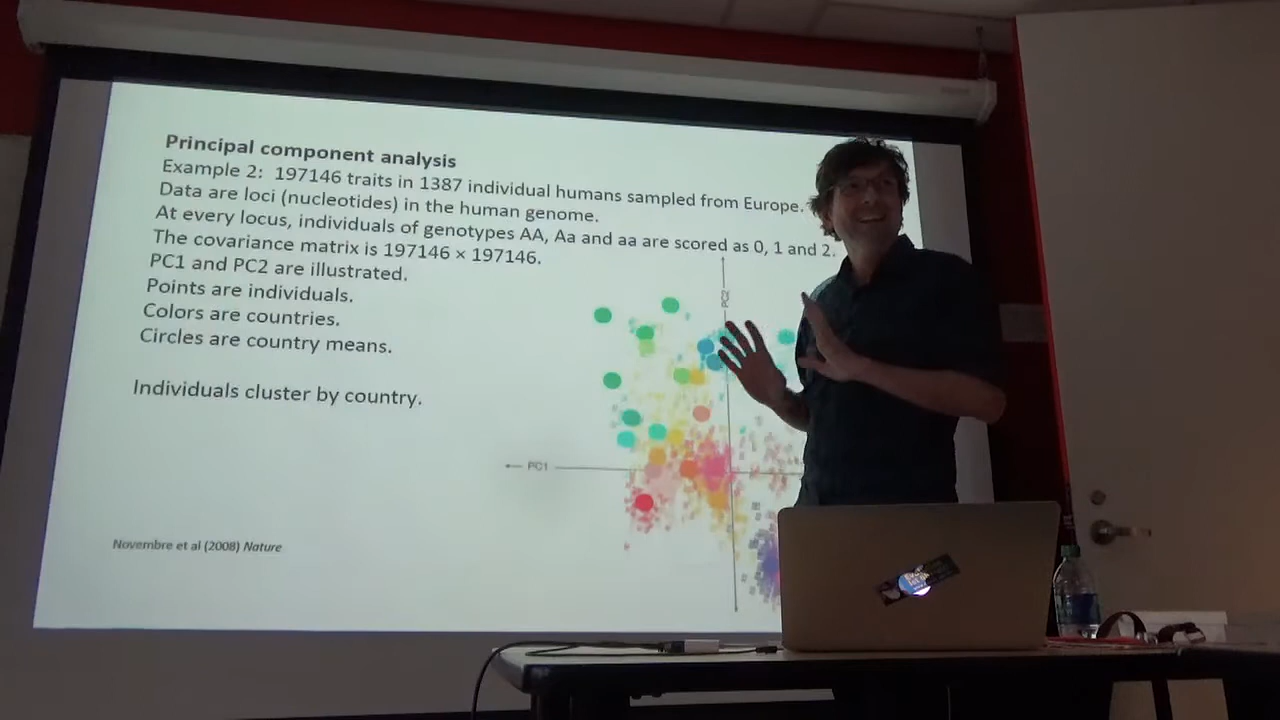 Principal component analysis
Example 2: 197146 traits in 1387 individual humans sampled from Europe.
Data are loci (nucleotides) in the human genome.
At every locus, individuals of genotypes AA, Aa and aa are scored as 0, 1 and 2.
The covariance matrix is 197146 × 197146.
PC1 and PC2 are illustrated.
Points are individuals.
Colors are countries.
Circles are country means.
Individuals cluster by country.
PC2
PC1
Novembre et al (2008) Nature